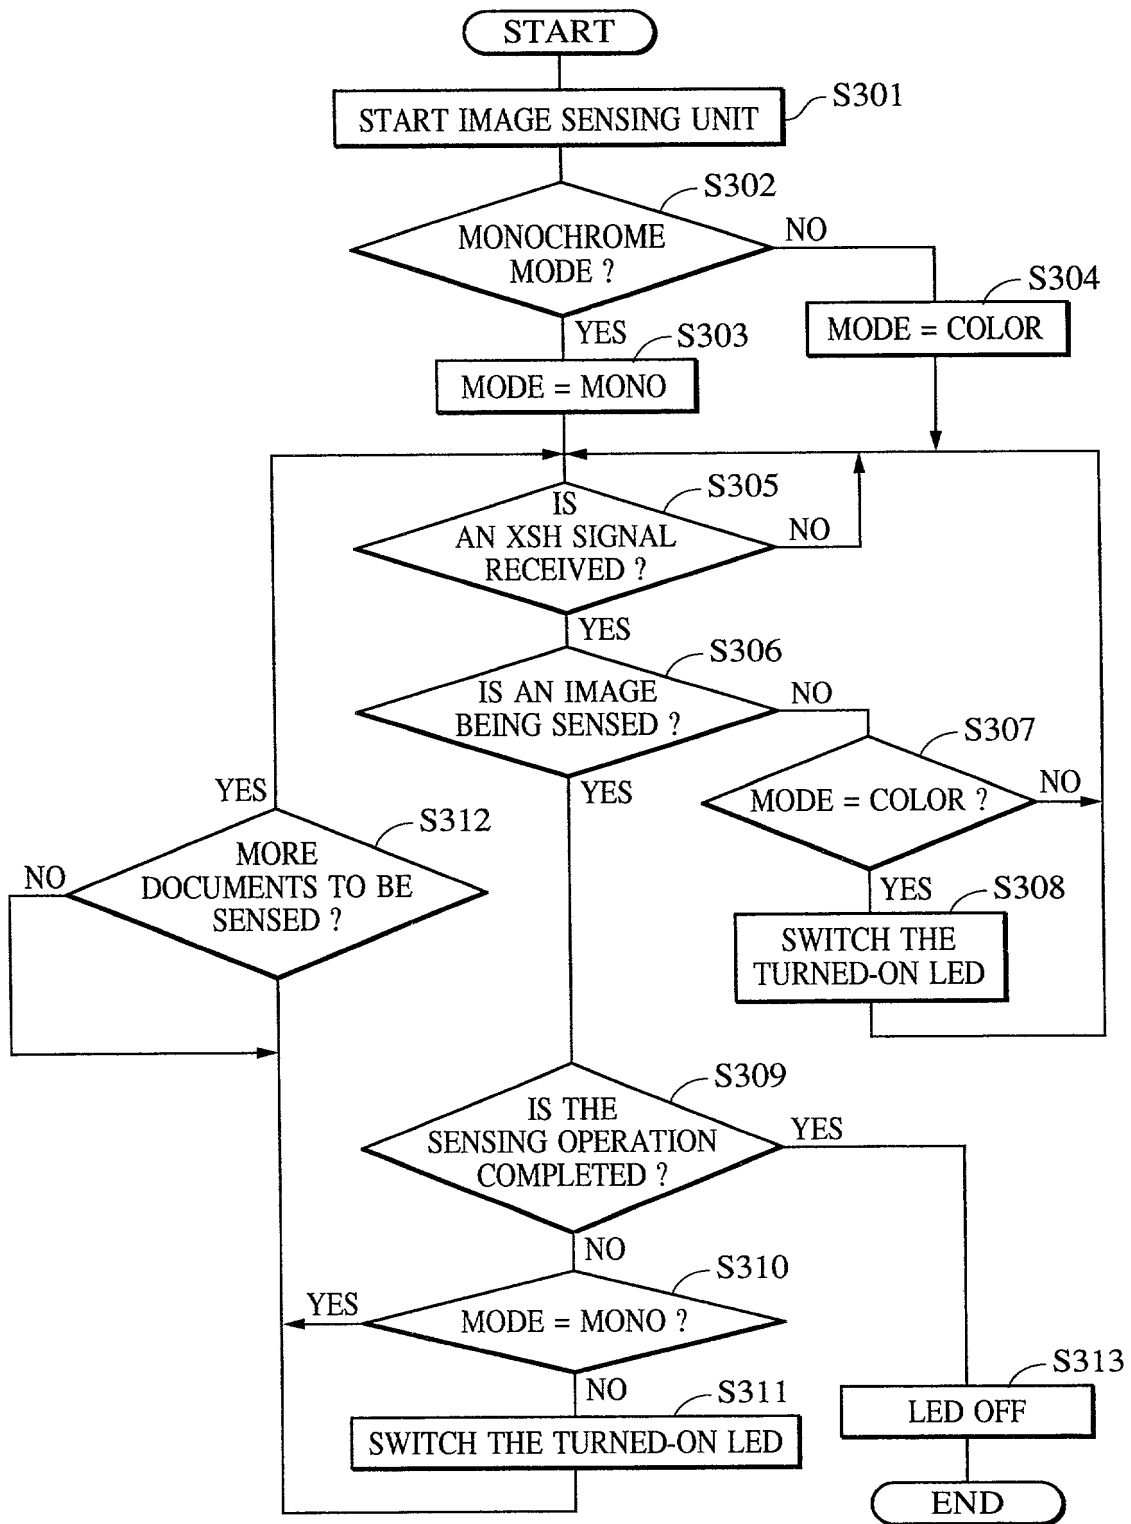 START
START IMAGE SENSING UNIT
S301
S302
MONOCHROME
MODE ?
NO
YES
S303
MODE = MONO
S304
MODE = COLOR
S305
IS
AN XSH SIGNAL
RECEIVED ?
NO
YES
S306
IS AN IMAGE
BEING SENSED ?
NO
YES
S307
MODE = COLOR ?
NO
YES
S308
SWITCH THE
TURNED-ON LED
YES
S312
MORE
DOCUMENTS TO BE
SENSED ?
NO
S309
IS THE
SENSING OPERATION
COMPLETED ?
YES
NO
S310
MODE = MONO ?
YES
NO
S311
SWITCH THE TURNED-ON LED
S313
LED OFF
END